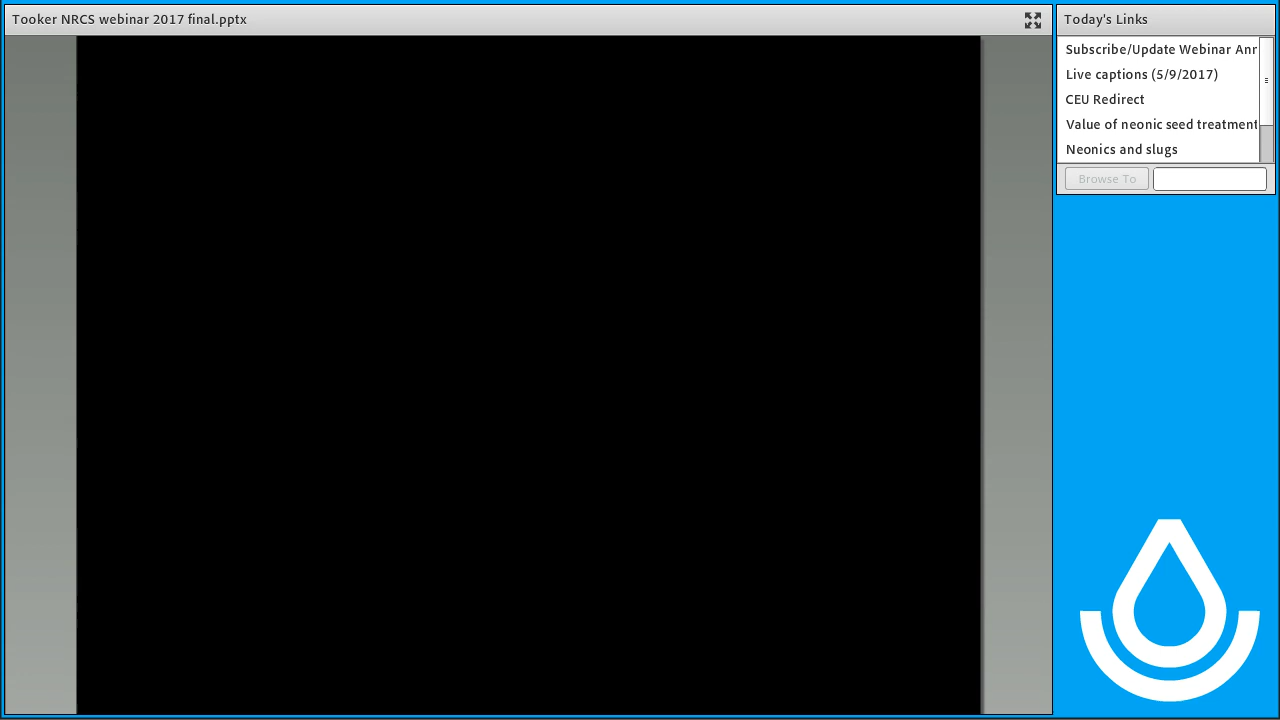 Tooker NRCS webinar 2017 final.pptx
Today's Links
Subscribe/Update Webinar Anr
Live captions (5/9/2017)
CEU Redirect
Value of neonic seed treatment
Neonics and slugs
Browse To